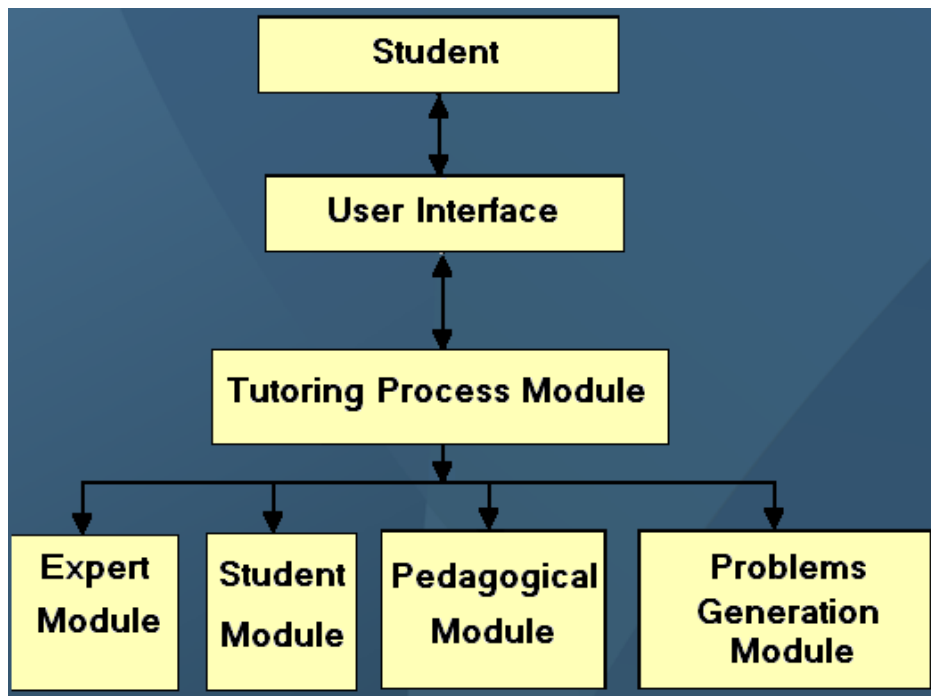 Student
User Interface
Tutoring Process Module
Expert
Module
Student
Module
Pedagogical
Module
Problems
Generation
Module